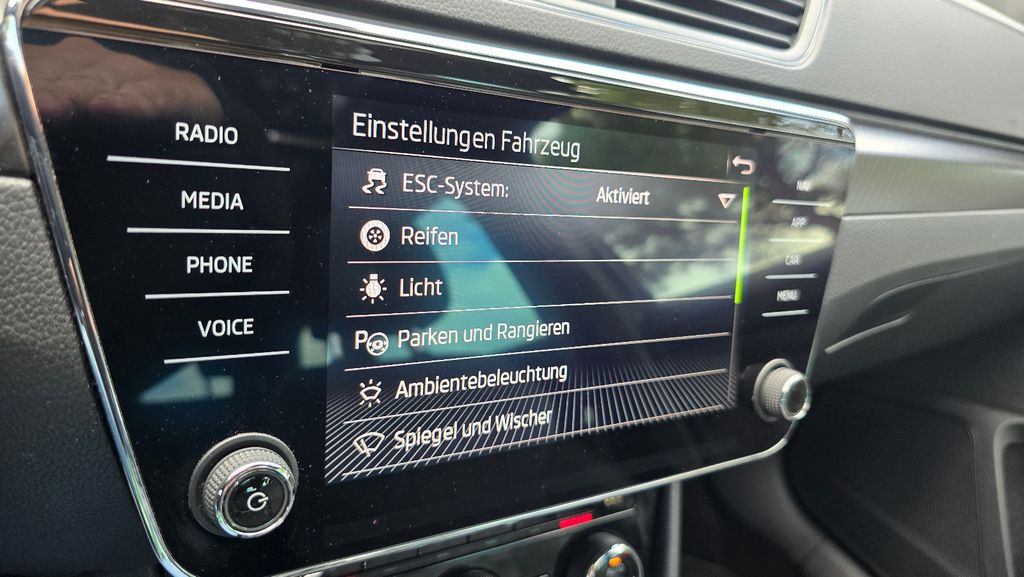 RADIO
MEDIA
PHONE
VOICE
Einstellungen Fahrzeug
ESC-System: Aktiviert
Reifen
Licht
P Parken und Rangieren
Ambientebeleuchtung
Spiegel und Wischer
NAV
APP
CAR
MENU